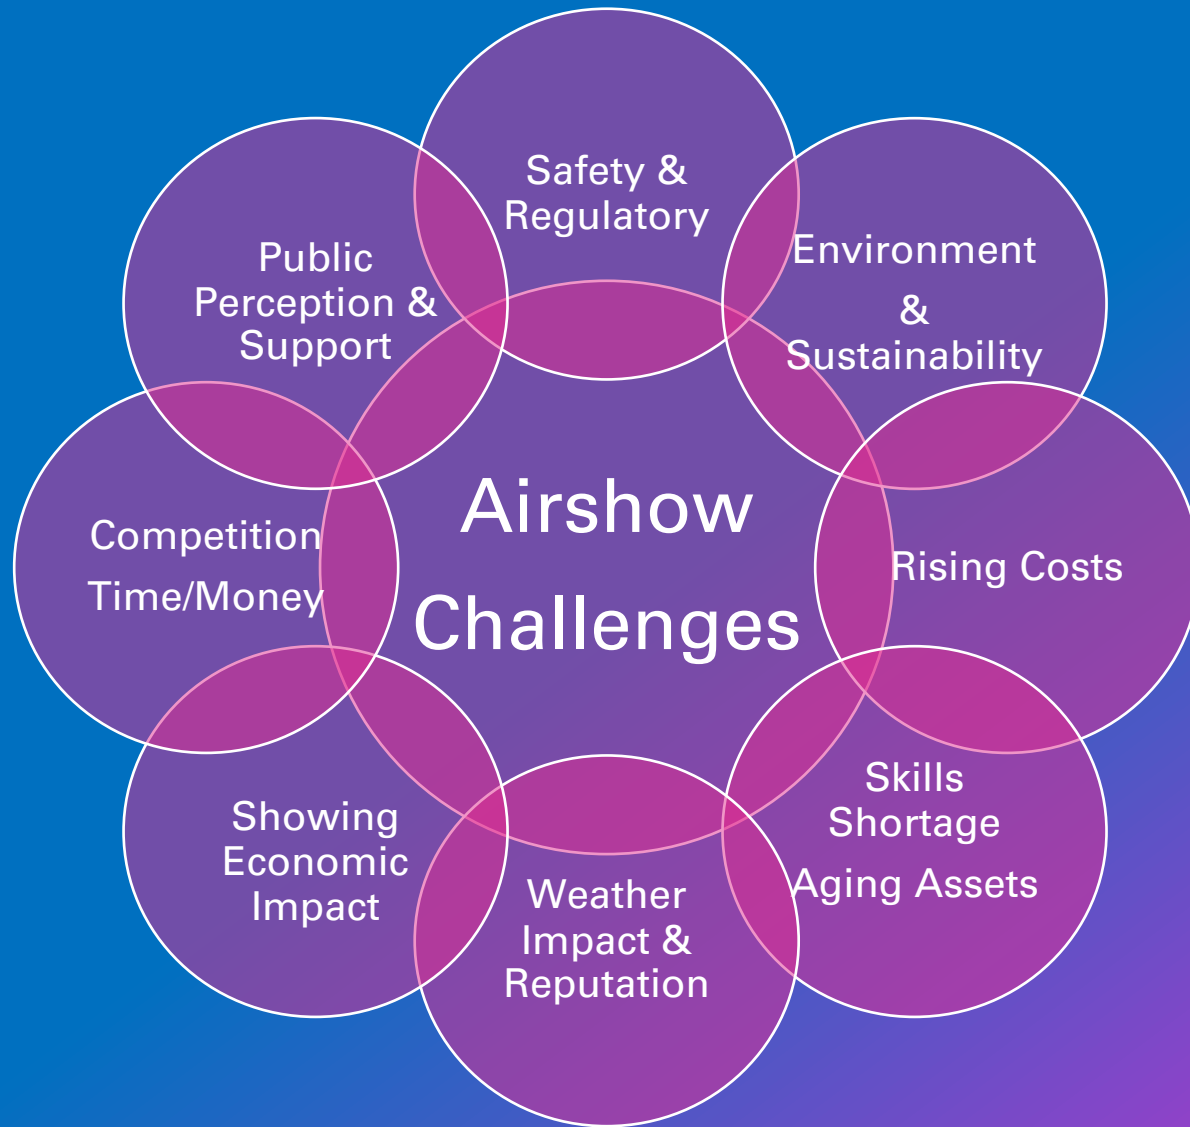 Safety &
Regulatory
Environment
&
Sustainability
Rising Costs
Skills
Shortage
Aging Assets
Weather
Impact &
Reputation
Showing
Economic
Impact
Competition
Time/Money
Public
Perception &
Support
Airshow
Challenges